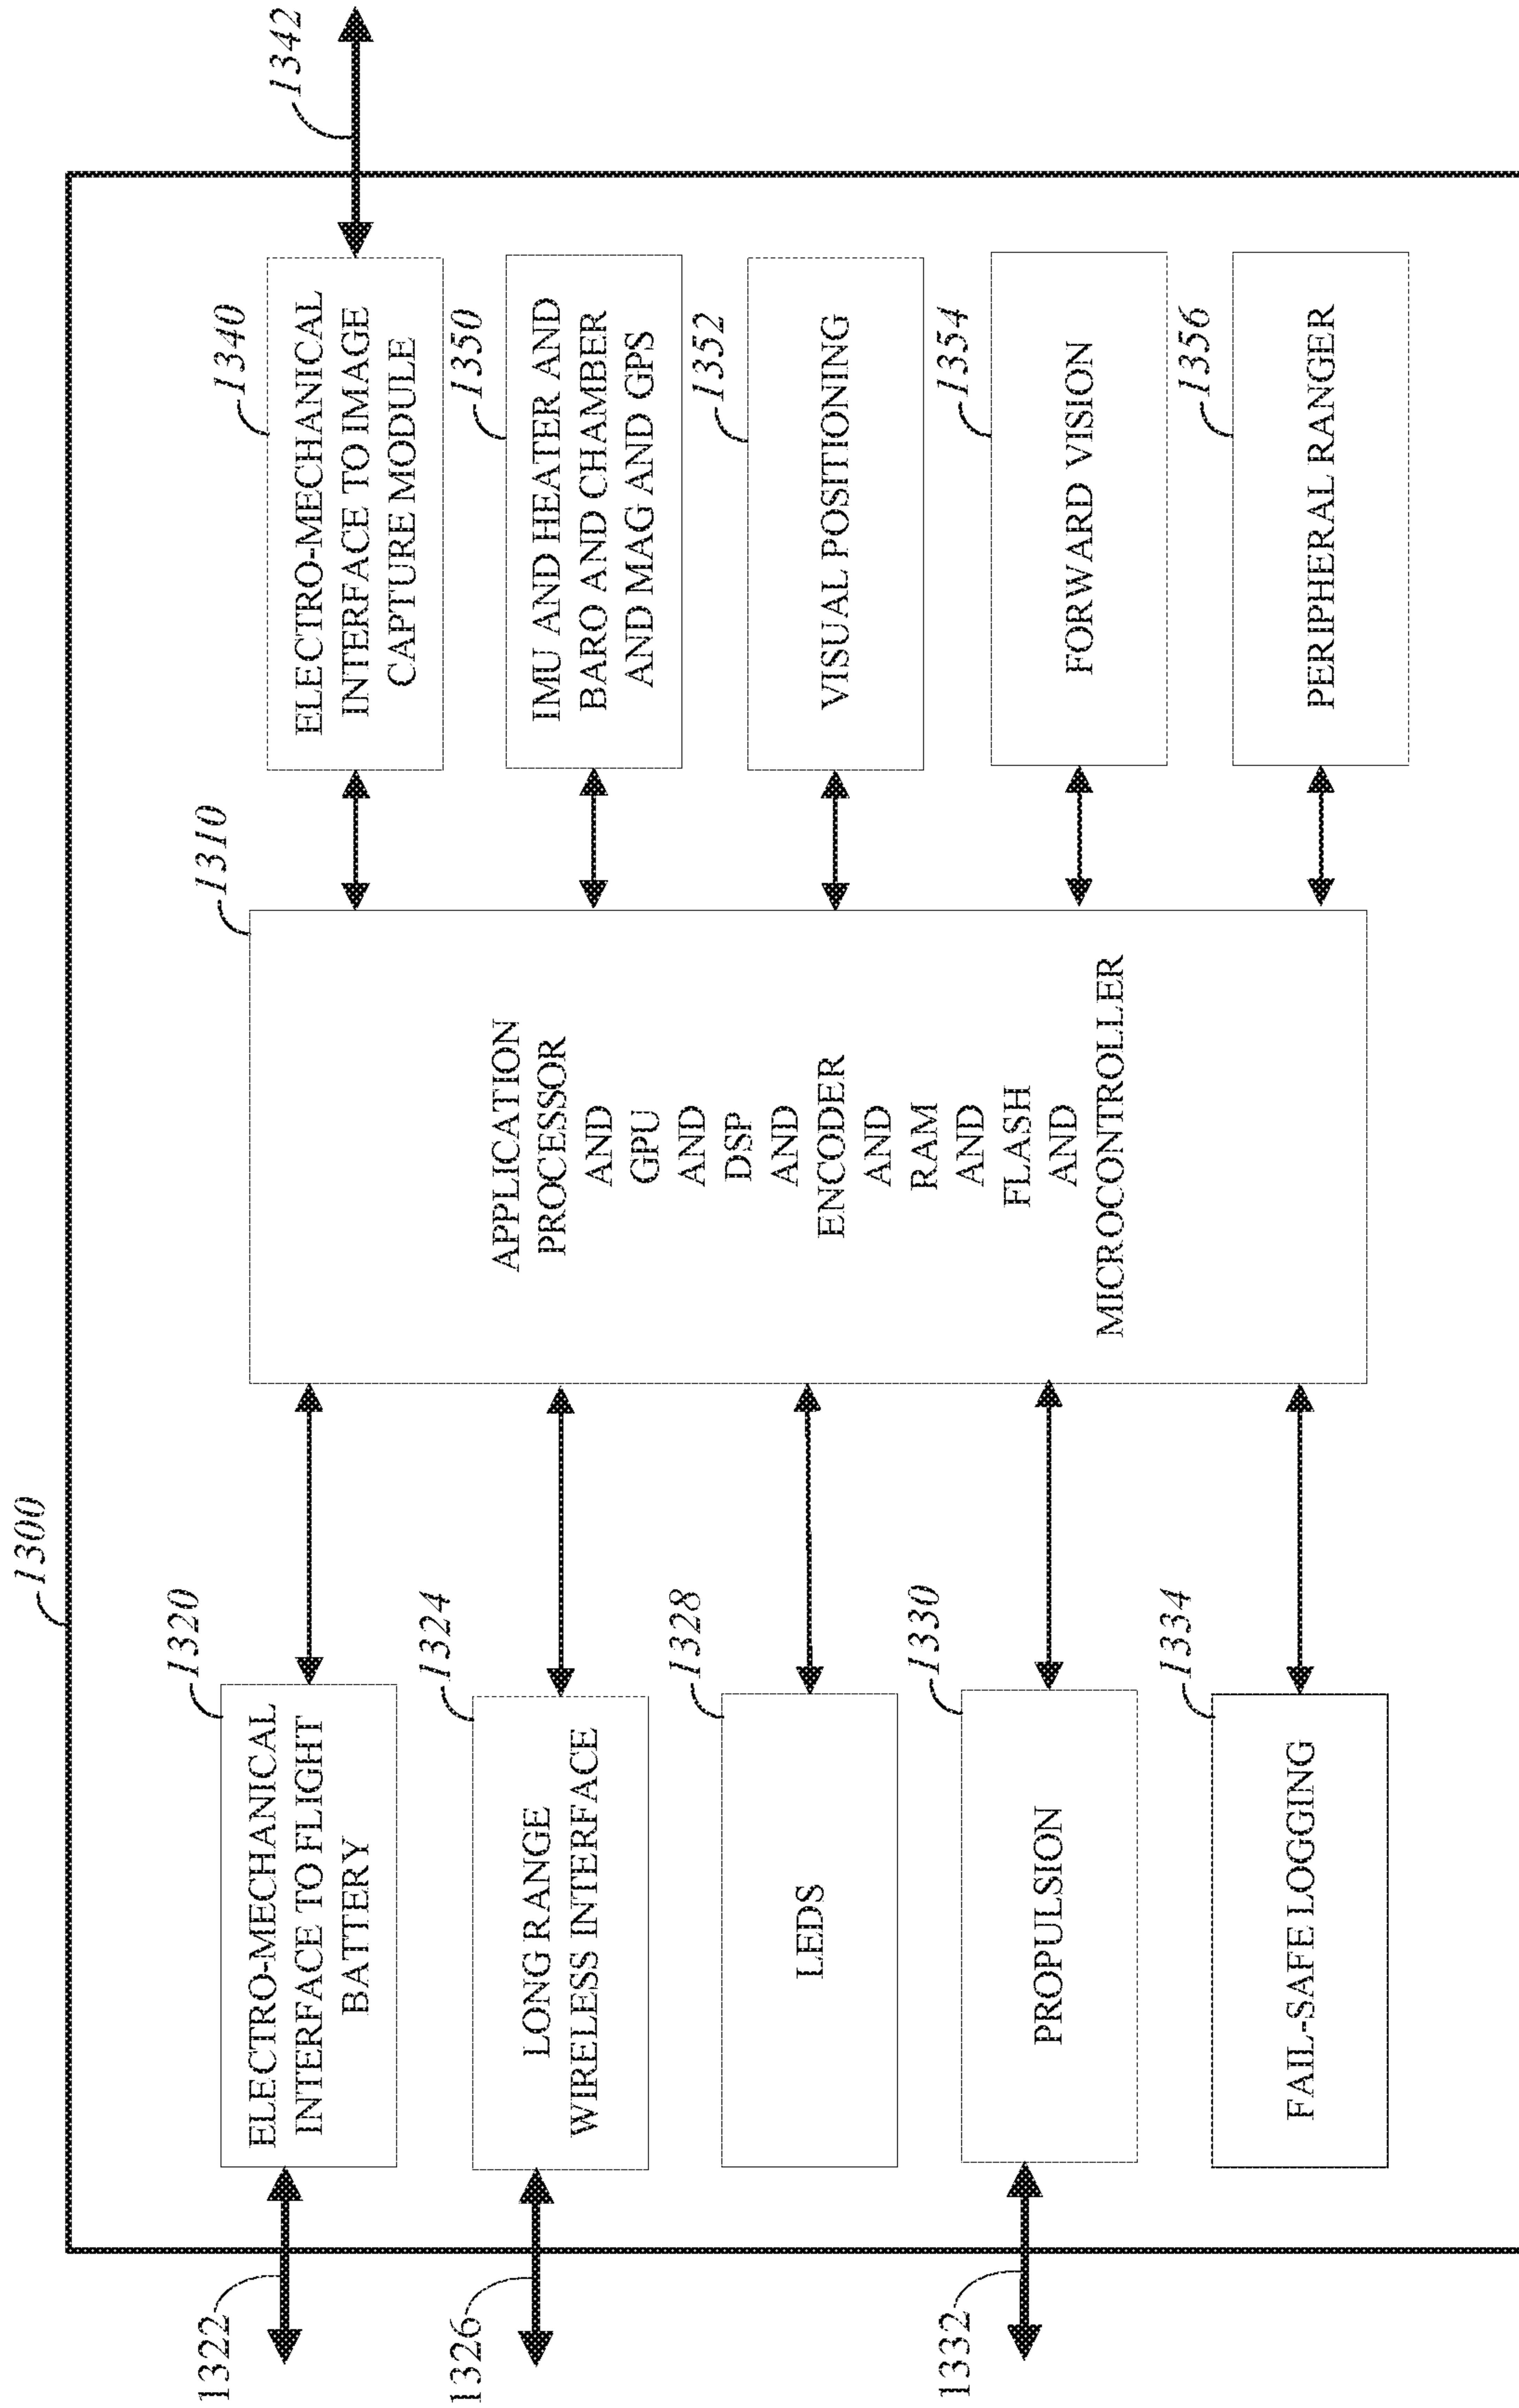 1300
1310
1320
ELECTRO-MECHANICAL
INTERFACE TO FLIGHT
BATTERY
1322
1324
LONG RANGE
WIRELESS INTERFACE
1326
1328
LEDS
1330
PROPULSION
1332
1334
FAIL-SAFE LOGGING
APPLICATION
PROCESSOR
AND
GPU
AND
DSP
AND
ENCODER
AND
RAM
AND
FLASH
AND
MICROCONTROLLER
1340
ELECTRO-MECHANICAL
INTERFACE TO IMAGE
CAPTURE MODULE
1342
1350
IMU AND HEATER AND
BARO AND CHAMBER
AND MAG AND GPS
1352
VISUAL POSITIONING
1354
FORWARD VISION
1356
PERIPHERAL RANGER